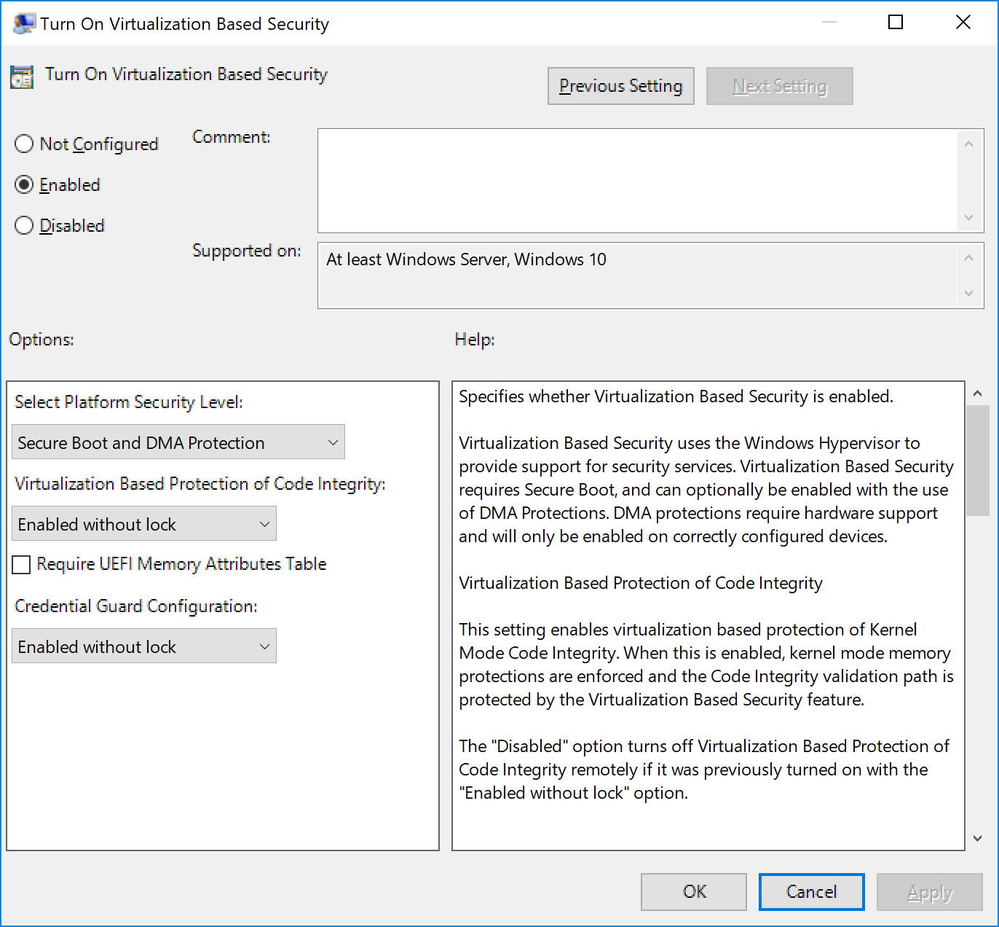 Turn On Virtualization Based Security
Turn On Virtualization Based Security
Previous Setting
Next Setting
Not Configured
Enabled
Disabled
Comment:
Supported on:
At least Windows Server, Windows 10
Options:
Help:
Select Platform Security Level:
Secure Boot and DMA Protection
Virtualization Based Protection of Code Integrity:
Enabled without lock
Require UEFI Memory Attributes Table
Credential Guard Configuration:
Enabled without lock
Specifies whether Virtualization Based Security is enabled.
Virtualization Based Security uses the Windows Hypervisor to
provide support for security services. Virtualization Based Security
requires Secure Boot, and can optionally be enabled with the use
of DMA Protections. DMA protections require hardware support
and will only be enabled on correctly configured devices.
Virtualization Based Protection of Code Integrity
This setting enables virtualization based protection of Kernel
Mode Code Integrity. When this is enabled, kernel mode memory
protections are enforced and the Code Integrity validation path is
protected by the Virtualization Based Security feature.
The "Disabled" option turns off Virtualization Based Protection of
Code Integrity remotely if it was previously turned on with the
"Enabled without lock" option.
OK
Cancel
Apply